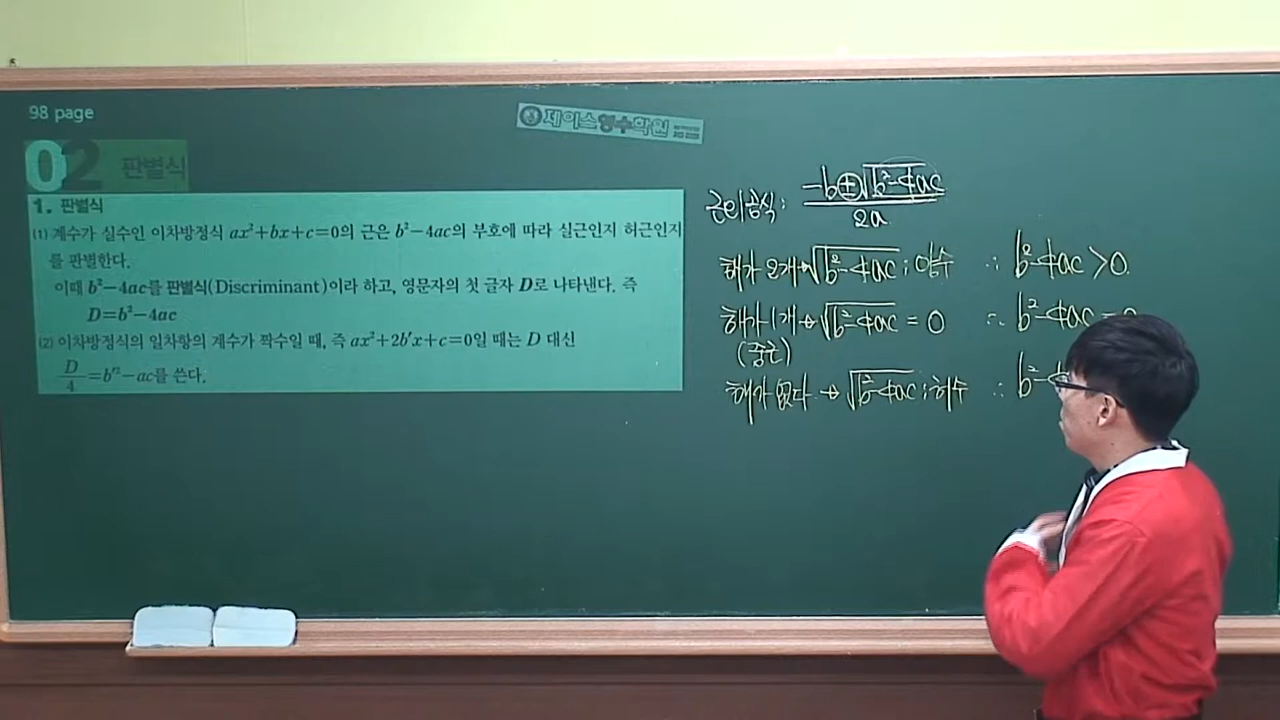 98 page
제이스영수학원
02 판별식
1. 판별식
(1) 계수가 실수인 이차방정식 ax²+bx+c=0의 근은 b²-4ac의 부호에 따라 실근인지 허근인지
를 판별한다.
이때 b²-4ac를 판별식(Discriminant)이라 하고, 영문자의 첫 글자 D로 나타낸다. 즉
D=b²-4ac
(2) 이차방정식의 일차항의 계수가 짝수일 때, 즉 ax²+2b'x+c=0일 때는 D 대신
D/4=b'²-ac를 쓴다.
근의 공식: -b±√b²-4ac / 2a
해가 2개→√b²-4ac ; 양수 ∴ b²-4ac >0.
해가 1개→√b²-4ac = 0 ∴ b²-4ac =
(중근)
해가 없다 → √b²-4ac ; 허수 ∴ b²-